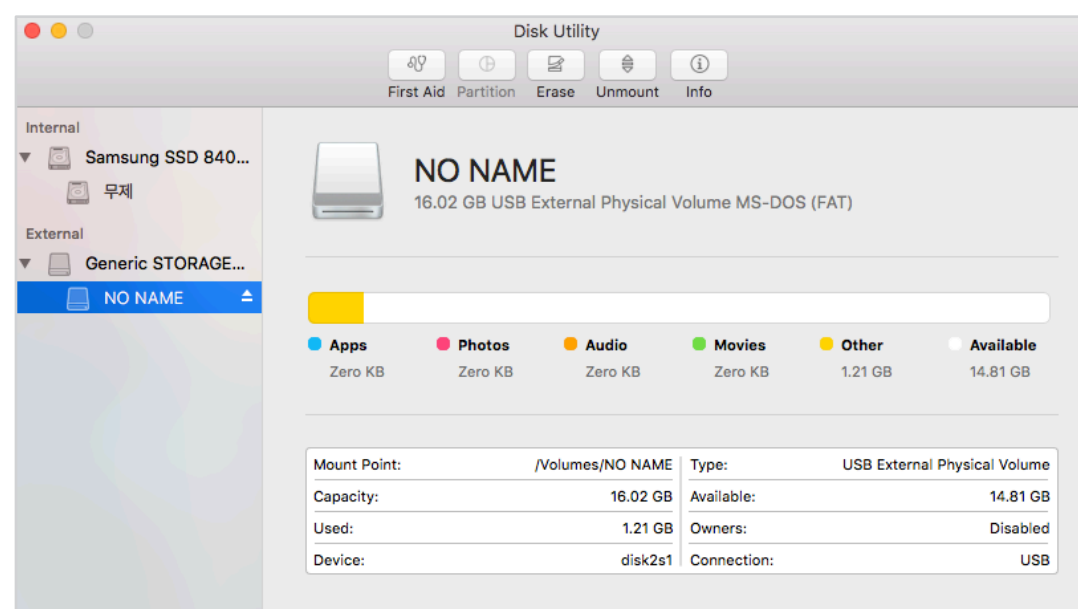 Disk Utility
First Aid Partition Erase Unmount Info
Internal
Samsung SSD 840...
무제
External
Generic STORAGE...
NO NAME
NO NAME
16.02 GB USB External Physical Volume MS-DOS (FAT)
Apps Photos Audio Movies Other Available
Zero KB Zero KB Zero KB Zero KB 1.21 GB 14.81 GB
Mount Point: /Volumes/NO NAME Type: USB External Physical Volume
Capacity: 16.02 GB Available: 14.81 GB
Used: 1.21 GB Owners: Disabled
Device: disk2s1 Connection: USB